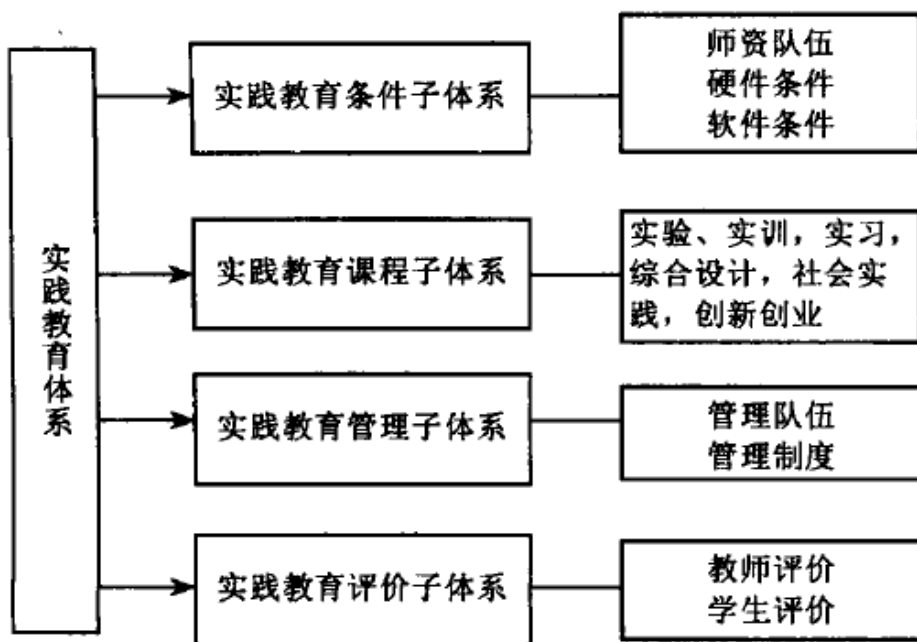 实践教育体系
实践教育条件子体系
师资队伍
硬件条件
软件条件
实践教育课程子体系
实验、实训，实习，
综合设计，社会实
践，创新创业
实践教育管理子体系
管理队伍
管理制度
实践教育评价子体系
教师评价
学生评价